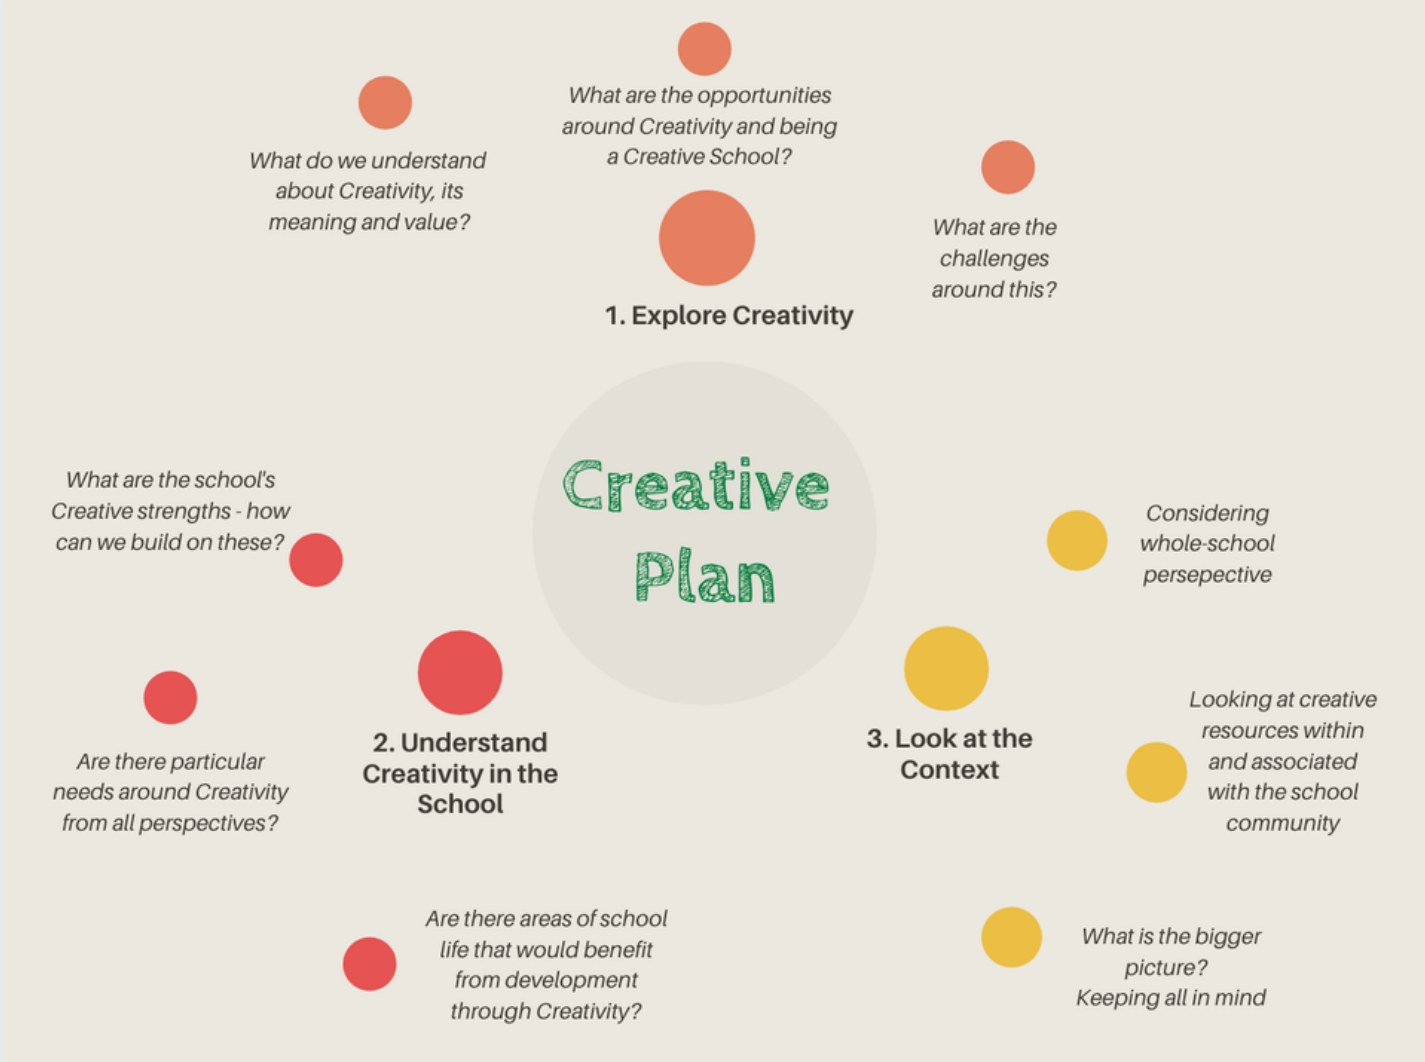 What are the opportunities
around Creativity and being
a Creative School?
What do we understand
about Creativity, its
meaning and value?
What are the
challenges
around this?
1. Explore Creativity
Creative
Plan
What are the school's
Creative strengths - how
can we build on these?
Are there particular
needs around Creativity
from all perspectives?
2. Understand
Creativity in the
School
Are there areas of school
life that would benefit
from development
through Creativity?
3. Look at the
Context
Considering
whole-school
persepective
Looking at creative
resources within
and associated
with the school
community
What is the bigger
picture?
Keeping all in mind